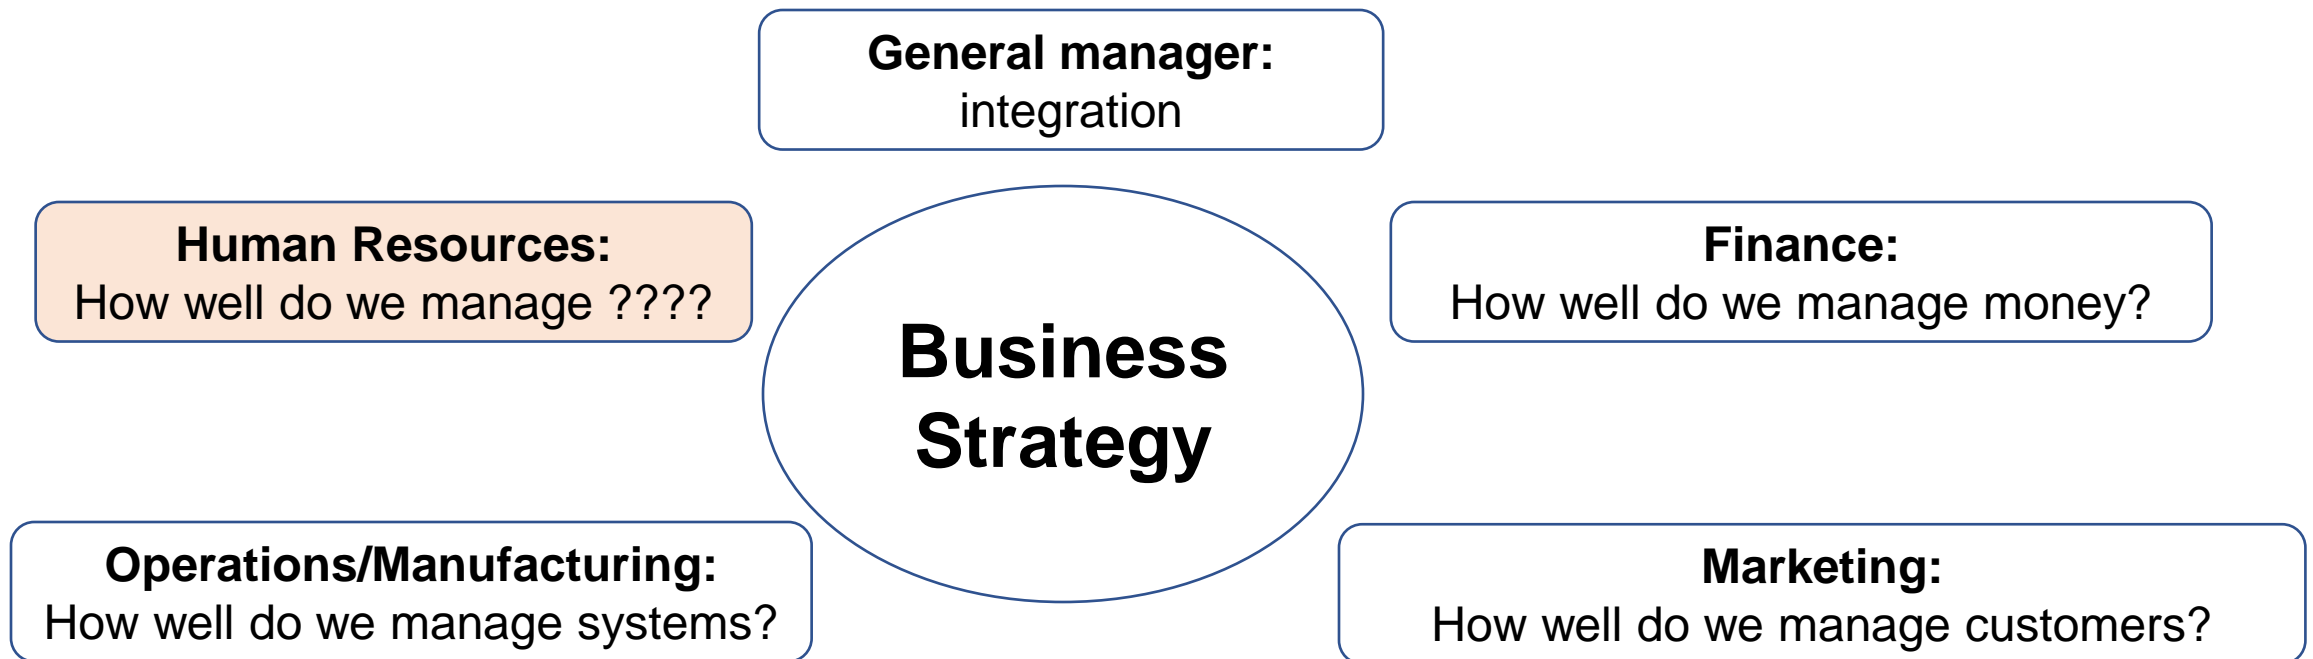 General manager:
integration
Human Resources:
How well do we manage ????
Finance:
How well do we manage money?
Business
Strategy
Operations/Manufacturing:
How well do we manage systems?
Marketing:
How well do we manage customers?